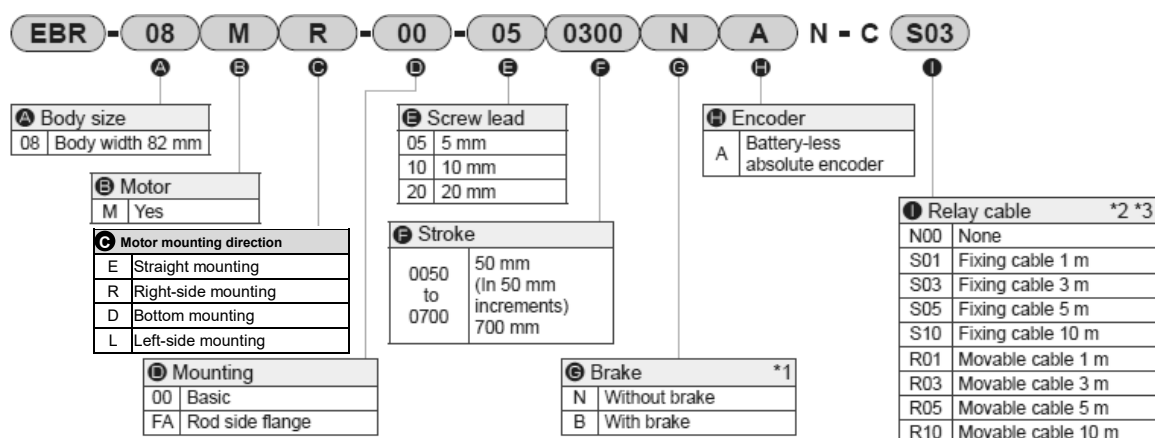 EBR - 08 M R - 00 - 05 0300 N A N - C S03
A B C D E F G H I
A Body size
08 Body width 82 mm
B Motor
M Yes
C Motor mounting direction
E Straight mounting
R Right-side mounting
D Bottom mounting
L Left-side mounting
D Mounting
00 Basic
FA Rod side flange
E Screw lead
05 5 mm
10 10 mm
20 20 mm
F Stroke
0050
to
0700
50 mm
(In 50 mm
increments)
700 mm
G Brake *1
N Without brake
B With brake
H Encoder
A Battery-less
absolute encoder
I Relay cable *2 *3
N00 None
S01 Fixing cable 1 m
S03 Fixing cable 3 m
S05 Fixing cable 5 m
S10 Fixing cable 10 m
R01 Movable cable 1 m
R03 Movable cable 3 m
R05 Movable cable 5 m
R10 Movable cable 10 m